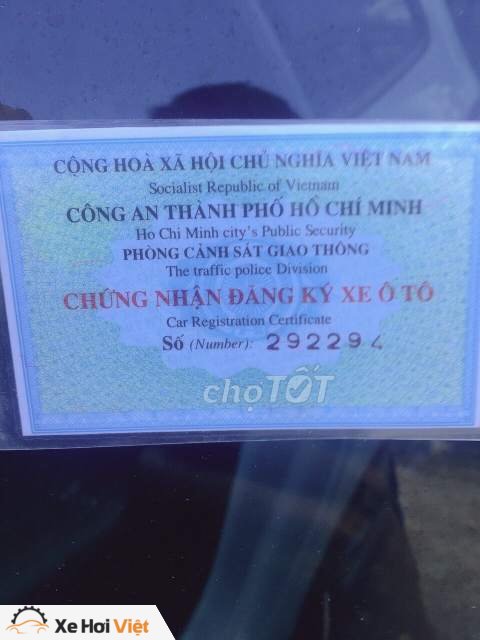 CỘNG HOÀ XÃ HỘI CHỦ NGHĨA VIỆT NAM
Socialist Republic of Vietnam
CÔNG AN THÀNH PHỐ HỒ CHÍ MINH
Ho Chi Minh city's Public Security
PHÒNG CẢNH SÁT GIAO THÔNG
The traffic police Division
CHỨNG NHẬN ĐĂNG KÝ XE Ô TÔ
Car Registration Certificate
Số (Number): 292294
chợTỐT
Xe Hơi Việt